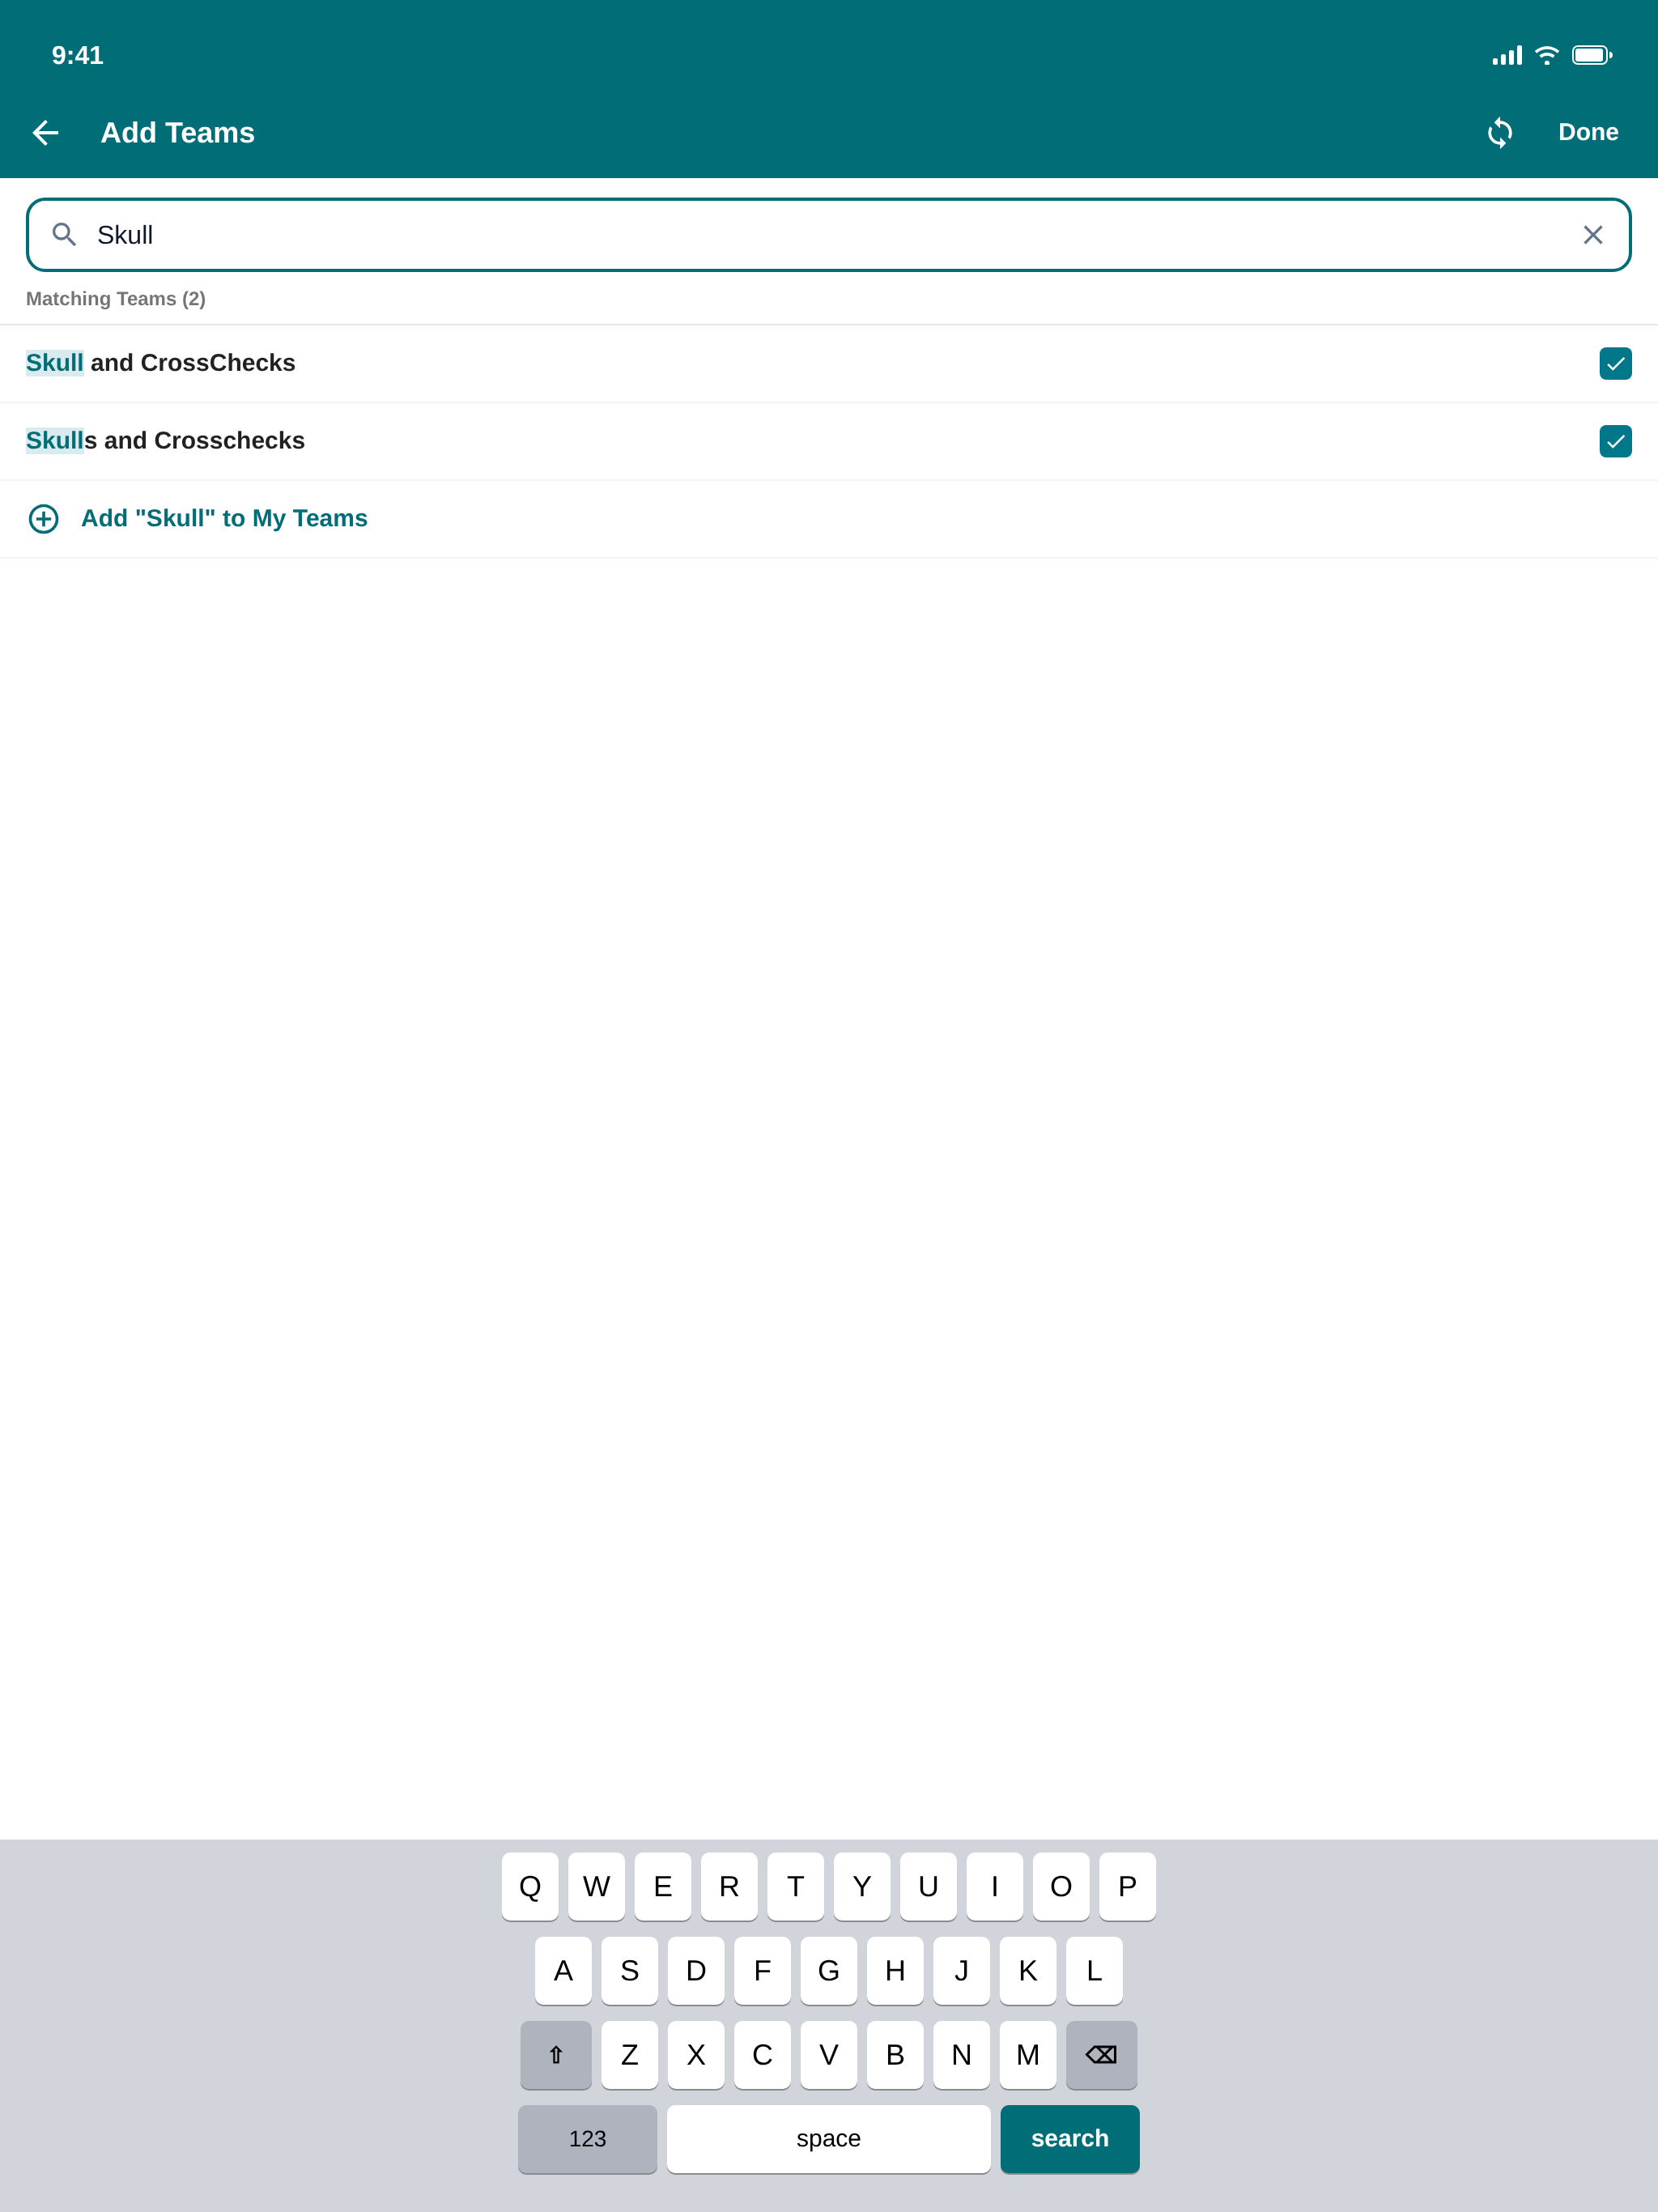 9:41
Add Teams
Done
Skull
Matching Teams (2)
Skull and CrossChecks
Skulls and Crosschecks
Add "Skull" to My Teams
Q W E R T Y U I O P
A S D F G H J K L
⇧ Z X C V B N M ⌫
123 space search